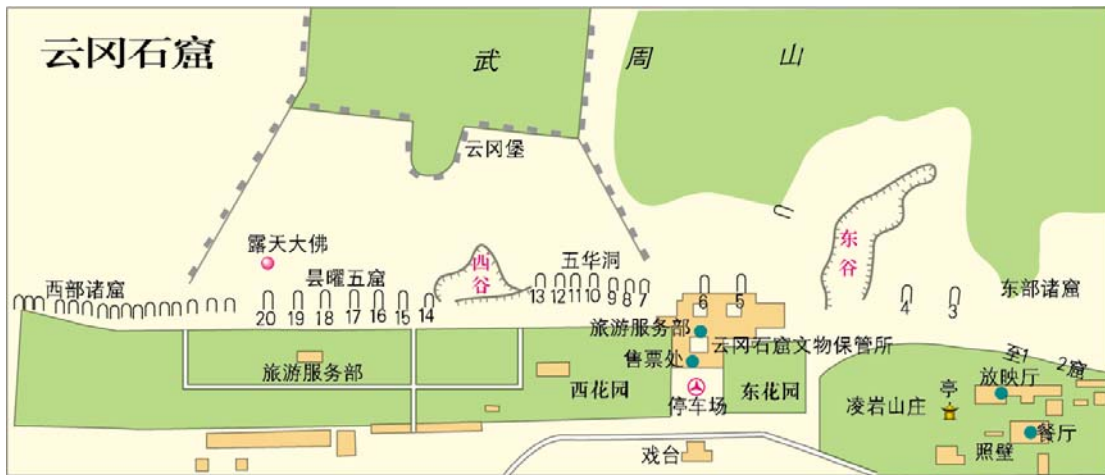 云冈石窟
武周山
云冈堡
露天大佛
西谷
五华洞
东谷
西部诸窟
昙曜五窟
东部诸窟
20 19 18 17 16 15 14 13 12 11 10 9 8 7 6 5 4 3
旅游服务部
云冈石窟文物保管所
售票处
至1 2窟
旅游服务部
西花园
停车场
东花园
放映厅
亭
凌岩山庄
餐厅
照壁
戏台